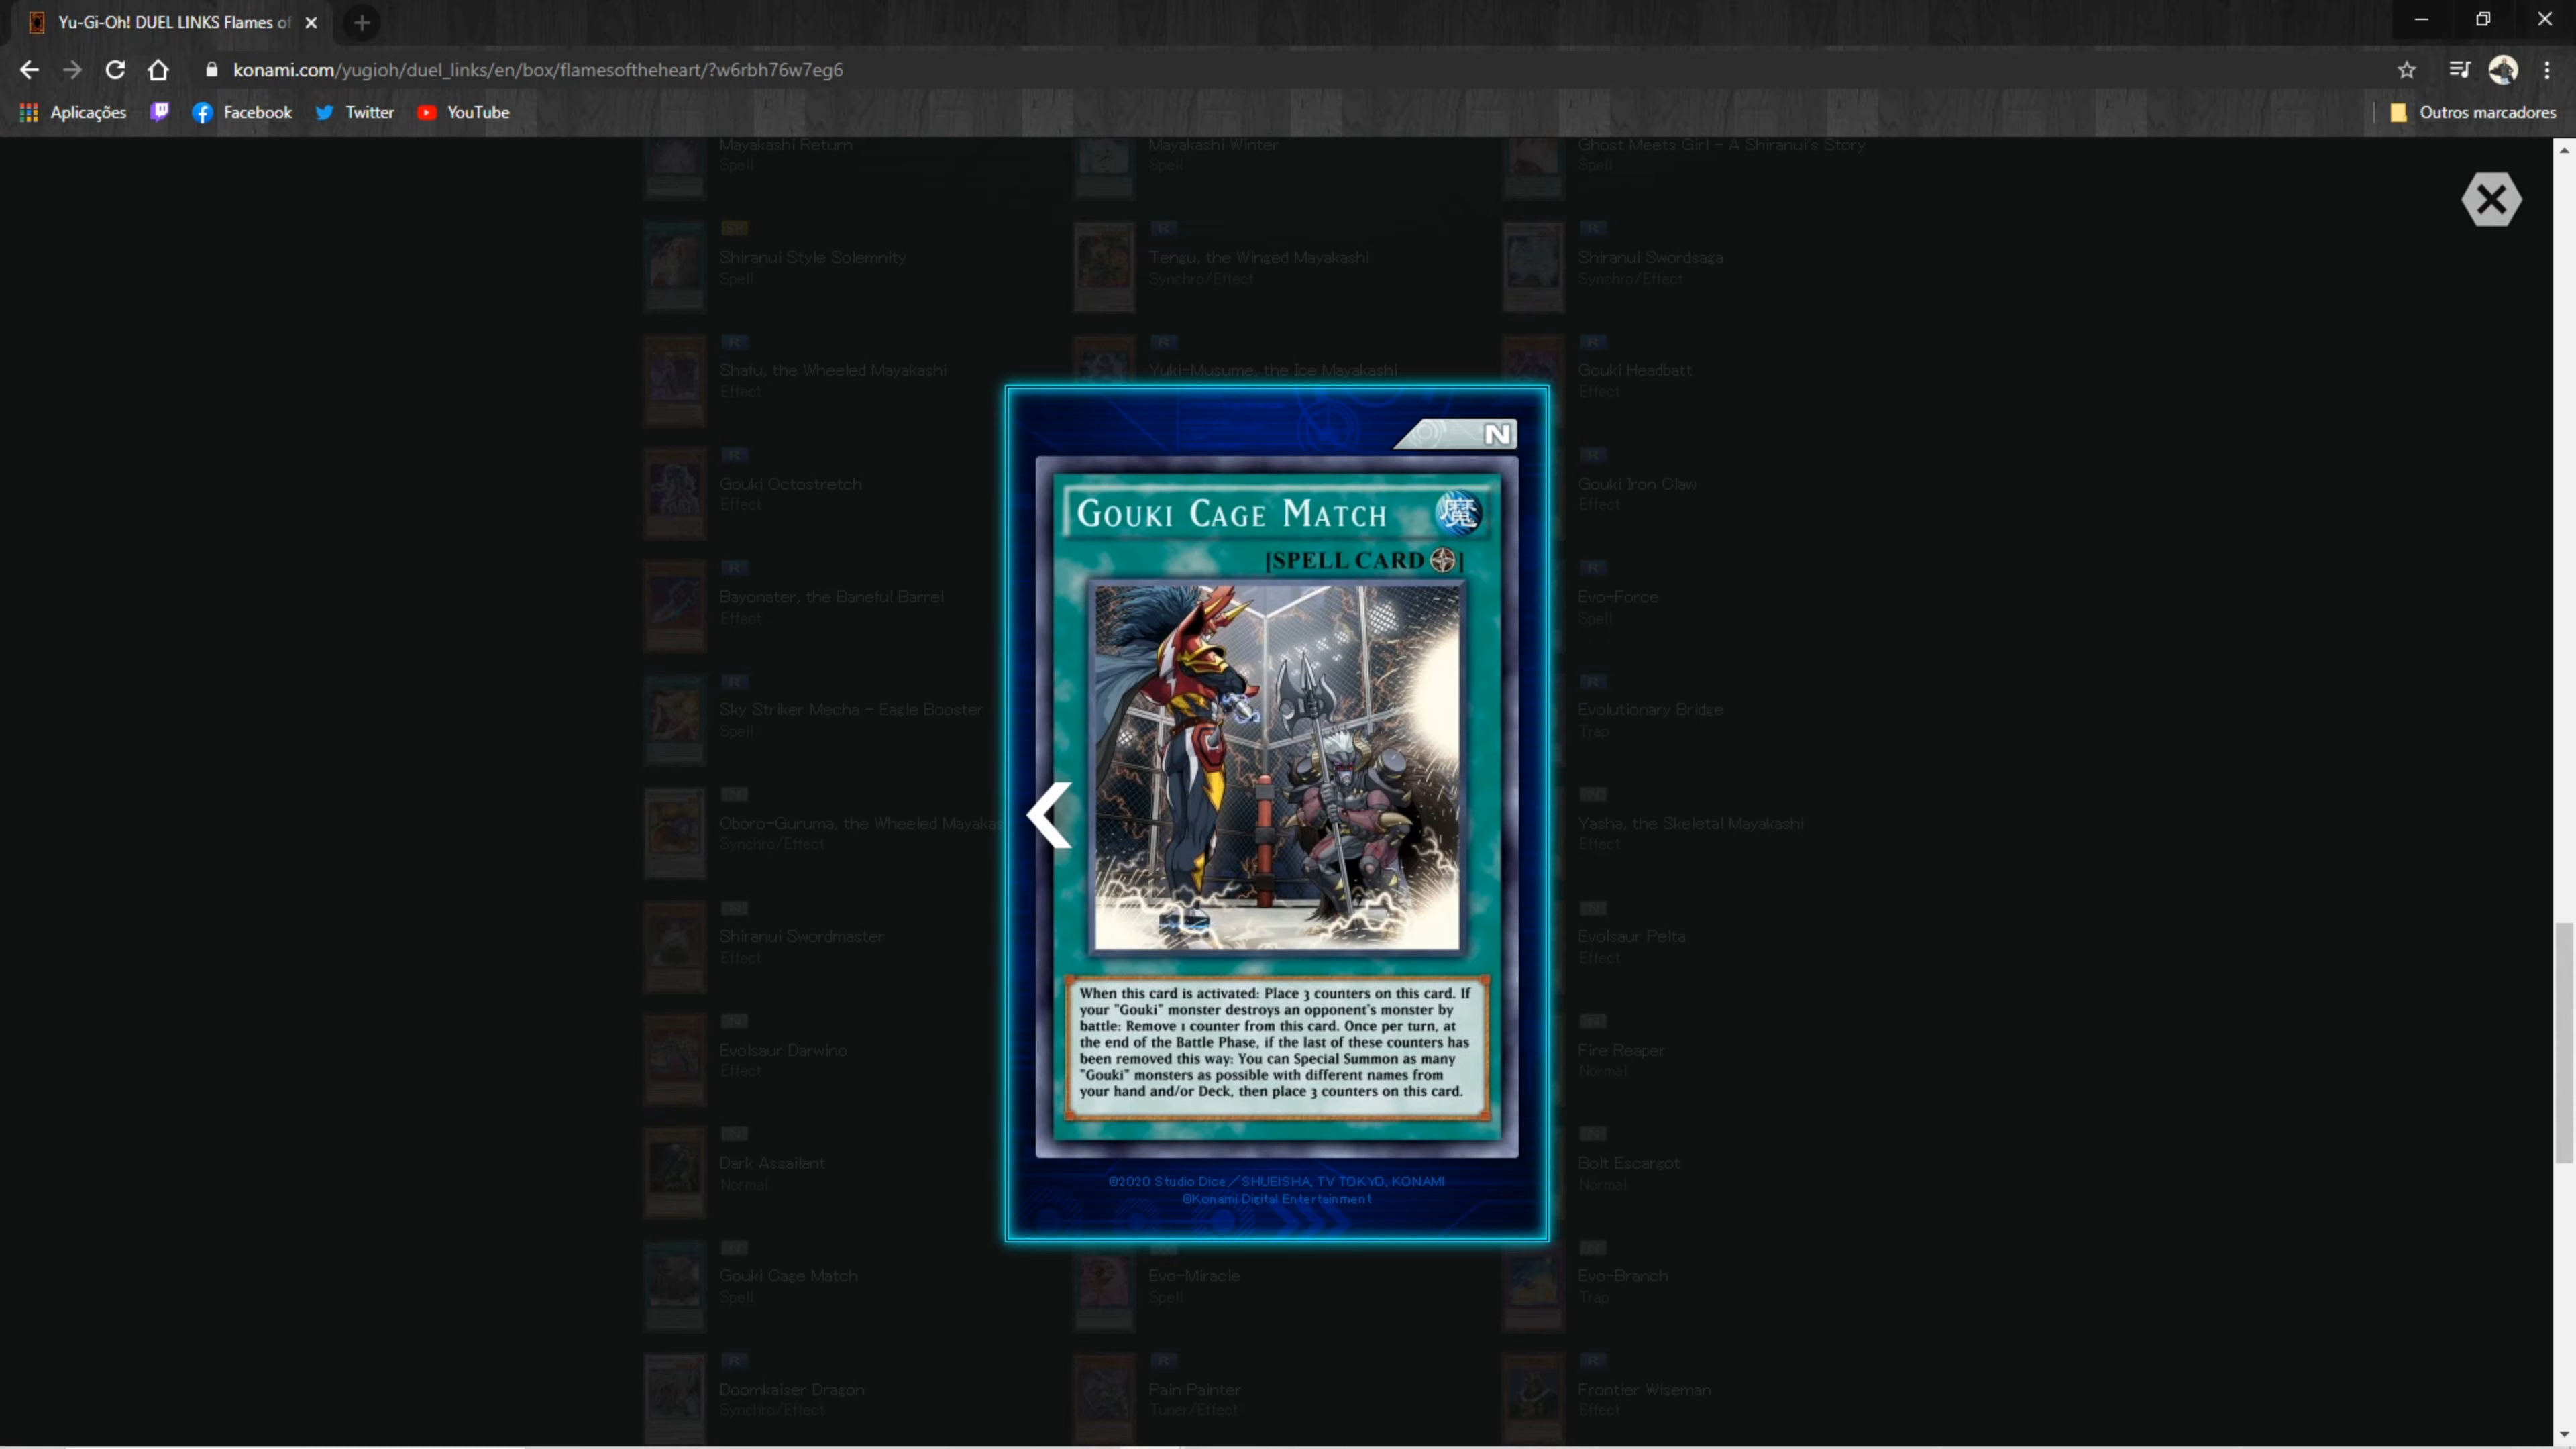 Yu-Gi-Oh! DUEL LINKS Flames of
konami.com/yugioh/duel_links/en/box/flamesoftheheart/?w6rbh76w7eg6
Aplicações
Facebook
Twitter
YouTube
Outros marcadores
Mayakashi Return
Spell
Mayakashi Winter
Spell
Ghost Meets Girl - A Shiranui's Story
Spell
SR
Shiranui Style Solemnity
Spell
R
Tengu, the Winged Mayakashi
Synchro/Effect
R
Shiranui Swordsaga
Synchro/Effect
R
Shafu, the Wheeled Mayakashi
Effect
R
Yuki-Musume, the Ice Mayakashi
R
Gouki Headbatt
Effect
R
Gouki Octostretch
Effect
R
Gouki Iron Claw
Effect
R
Bayonater, the Baneful Barrel
Effect
R
Evo-Force
Spell
R
Sky Striker Mecha - Eagle Booster
Spell
R
Evolutionary Bridge
Trap
N
Oboro-Guruma, the Wheeled Mayakas
Synchro/Effect
N
Yasha, the Skeletal Mayakashi
Effect
N
Shiranui Swordmaster
Effect
N
Evolsaur Pelta
Effect
N
Evolsaur Darwino
Effect
N
Fire Reaper
Normal
N
Dark Assailant
Normal
N
Bolt Escargot
Normal
N
Gouki Cage Match
Spell
Evo-Miracle
Spell
N
Evo-Branch
Trap
R
Doomkaiser Dragon
Synchro/Effect
R
Pain Painter
Tuner/Effect
R
Frontier Wiseman
Effect
N
GOUKI CAGE MATCH
魔
[SPELL CARD]
When this card is activated: Place 3 counters on this card. If
your "Gouki" monster destroys an opponent's monster by
battle: Remove 1 counter from this card. Once per turn, at
the end of the Battle Phase, if the last of these counters has
been removed this way: You can Special Summon as many
"Gouki" monsters as possible with different names from
your hand and/or Deck, then place 3 counters on this card.
©2020 Studio Dice／SHUEISHA, TV TOKYO, KONAMI
©Konami Digital Entertainment